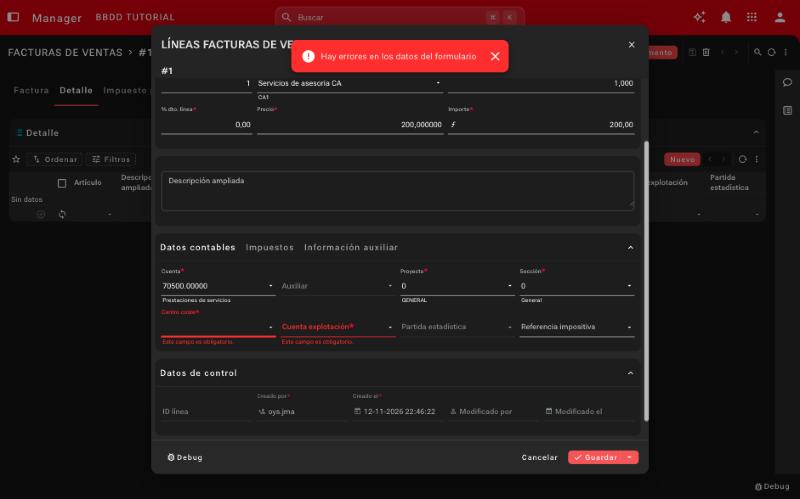 Manager BBDD TUTORIAL Buscar ⌘ K
FACTURAS DE VENTAS > #1
LÍNEAS FACTURAS DE VE
Hay errores en los datos del formulario
#1
Factura Detalle Impuesto
1 Servicios de asesoria CA 1,000
CA1
% dto. línea* Precio* Importe*
0,00 200,000000 ƒ 200,00
Detalle
Ordenar Filtros Nuevo
Descripción ampliada
Artículo
Partida estadística
Sin datos
- - -
Datos contables Impuestos Información auxiliar
Cuenta* Proyecto* Sección*
70500.00000 Auxiliar 0 0
Prestaciones de servicios GENERAL General
Centro coste*
Cuenta explotación* Partida estadística Referencia impositiva
Este campo es obligatorio. Este campo es obligatorio.
Datos de control
Creado por* Creado el*
ID línea sys.jma 12-11-2026 22:46:22 Modificado por Modificado el
Debug Cancelar Guardar
Debug